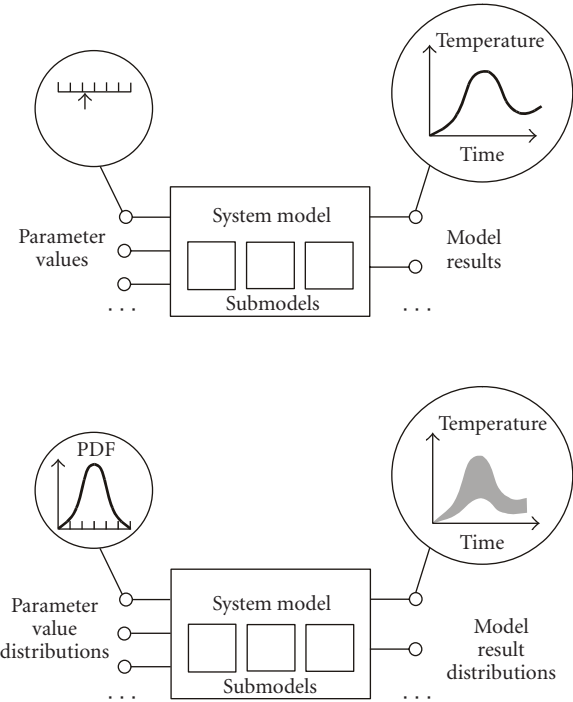 Temperature
Time
System model
Parameter
values
Model
results
Submodels
. . .
. . .
PDF
Temperature
Time
System model
Parameter
value
distributions
Model
result
distributions
Submodels
. . .
. . .